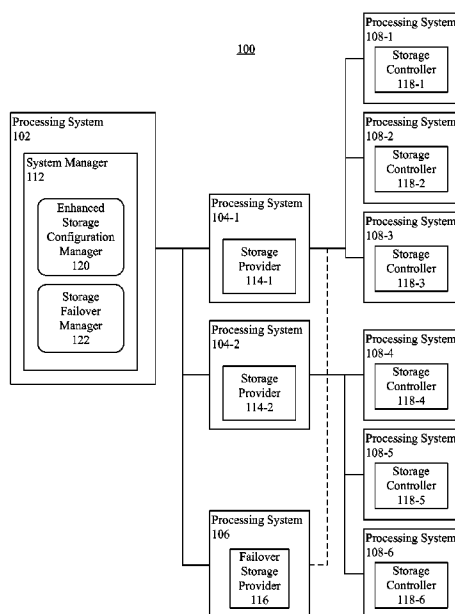 100
Processing System
102
System Manager
112
Enhanced
Storage
Configuration
Manager
120
Storage
Failover
Manager
122
Processing System
104-1
Storage
Provider
114-1
Processing System
104-2
Storage
Provider
114-2
Processing System
106
Failover
Storage
Provider
116
Processing System
108-1
Storage
Controller
118-1
Processing System
108-2
Storage
Controller
118-2
Processing System
108-3
Storage
Controller
118-3
Processing System
108-4
Storage
Controller
118-4
Processing System
108-5
Storage
Controller
118-5
Processing System
108-6
Storage
Controller
118-6